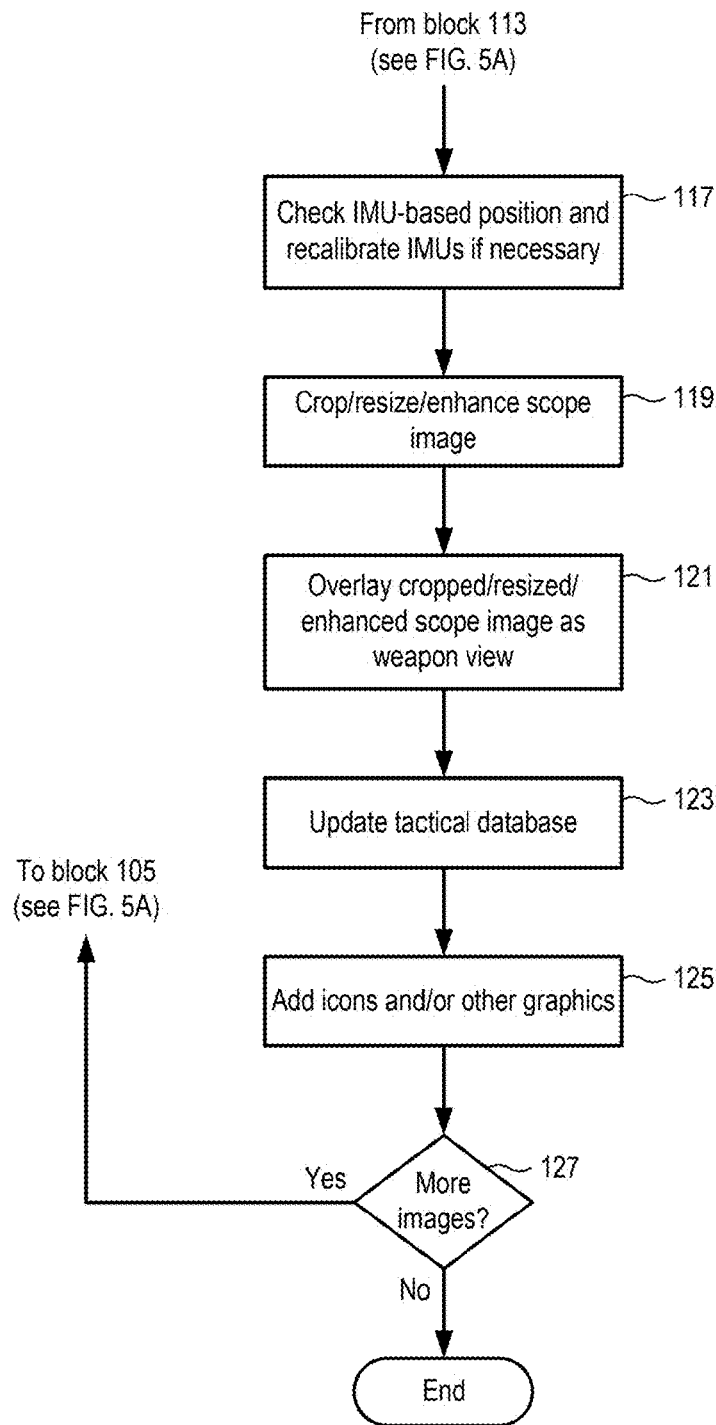 From block 113
(see FIG. 5A)
117
Check IMU-based position and
recalibrate IMUs if necessary
119
Crop/resize/enhance scope
image
121
Overlay cropped/resized/
enhanced scope image as
weapon view
123
Update tactical database
To block 105
(see FIG. 5A)
125
Add icons and/or other graphics
127
Yes
More
images?
No
End